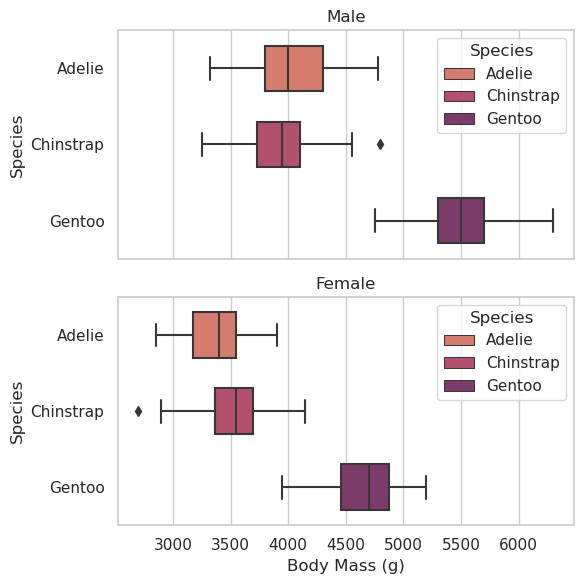 Male
Species
Adelie
Chinstrap
Gentoo
Species
Adelie
Chinstrap
Gentoo
Female
Species
Adelie
Chinstrap
Gentoo
Species
Adelie
Chinstrap
Gentoo
3000 3500 4000 4500 5000 5500 6000
Body Mass (g)